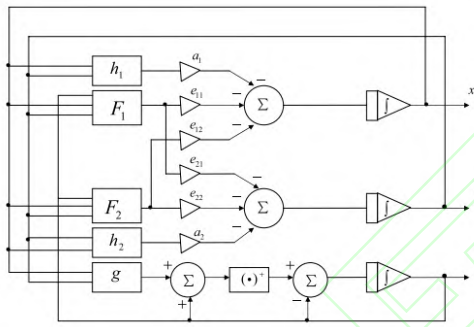 h₁
a₁
−
F₁
e₁₁
−
Σ
∫
x
e₁₂
−
e₂₁
−
F₂
e₂₂
−
Σ
∫
h₂
a₂
−
g
+
Σ
+
(•)⁺
+
Σ
−
∫